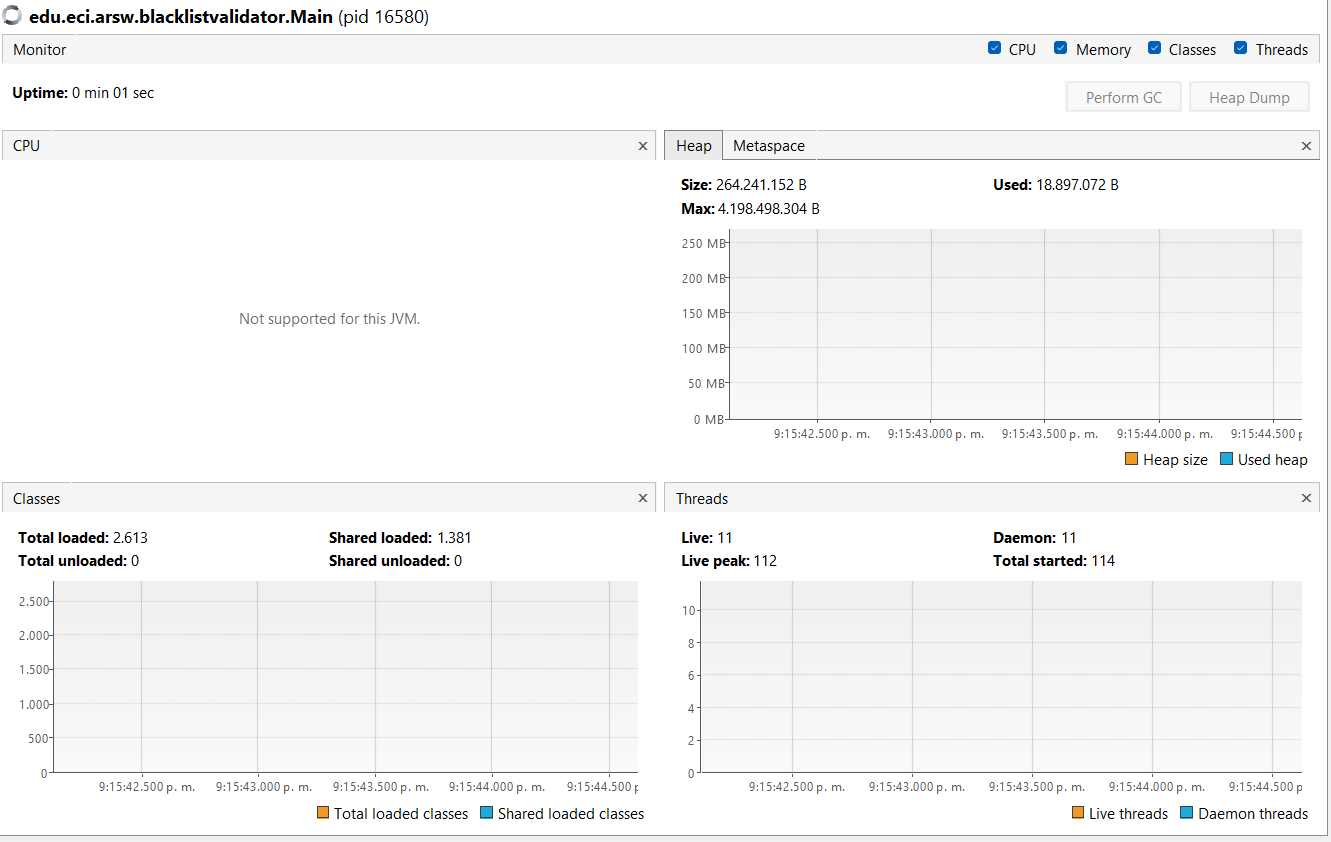 edu.eci.arsw.blacklistvalidator.Main (pid 16580)
Monitor
CPU Memory Classes Threads
Uptime: 0 min 01 sec
Perform GC Heap Dump
CPU
Not supported for this JVM.
Heap Metaspace
Size: 264.241.152 B Used: 18.897.072 B
Max: 4.198.498.304 B
250 MB
200 MB
150 MB
100 MB
50 MB
0 MB
9:15:42.500 p. m. 9:15:43.000 p. m. 9:15:43.500 p. m. 9:15:44.000 p. m. 9:15:44.500 p
Heap size Used heap
Classes
Total loaded: 2.613 Shared loaded: 1.381
Total unloaded: 0 Shared unloaded: 0
2.500
2.000
1.500
1.000
500
0
9:15:42.500 p. m. 9:15:43.000 p. m. 9:15:43.500 p. m. 9:15:44.000 p. m. 9:15:44.500 p
Total loaded classes Shared loaded classes
Threads
Live: 11 Daemon: 11
Live peak: 112 Total started: 114
10
8
6
4
2
0
9:15:42.500 p. m. 9:15:43.000 p. m. 9:15:43.500 p. m. 9:15:44.000 p. m. 9:15:44.500 p
Live threads Daemon threads